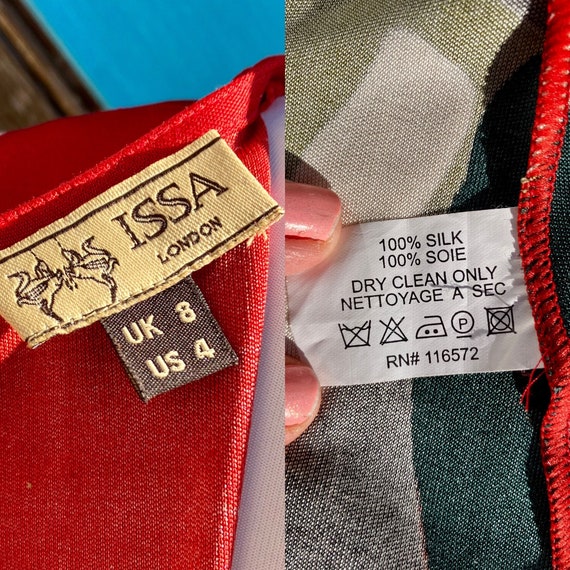 ISSA
LONDON
UK 8
US 4
100% SILK
100% SOIE
DRY CLEAN ONLY
NETTOYAGE A SEC
P
RN# 116572